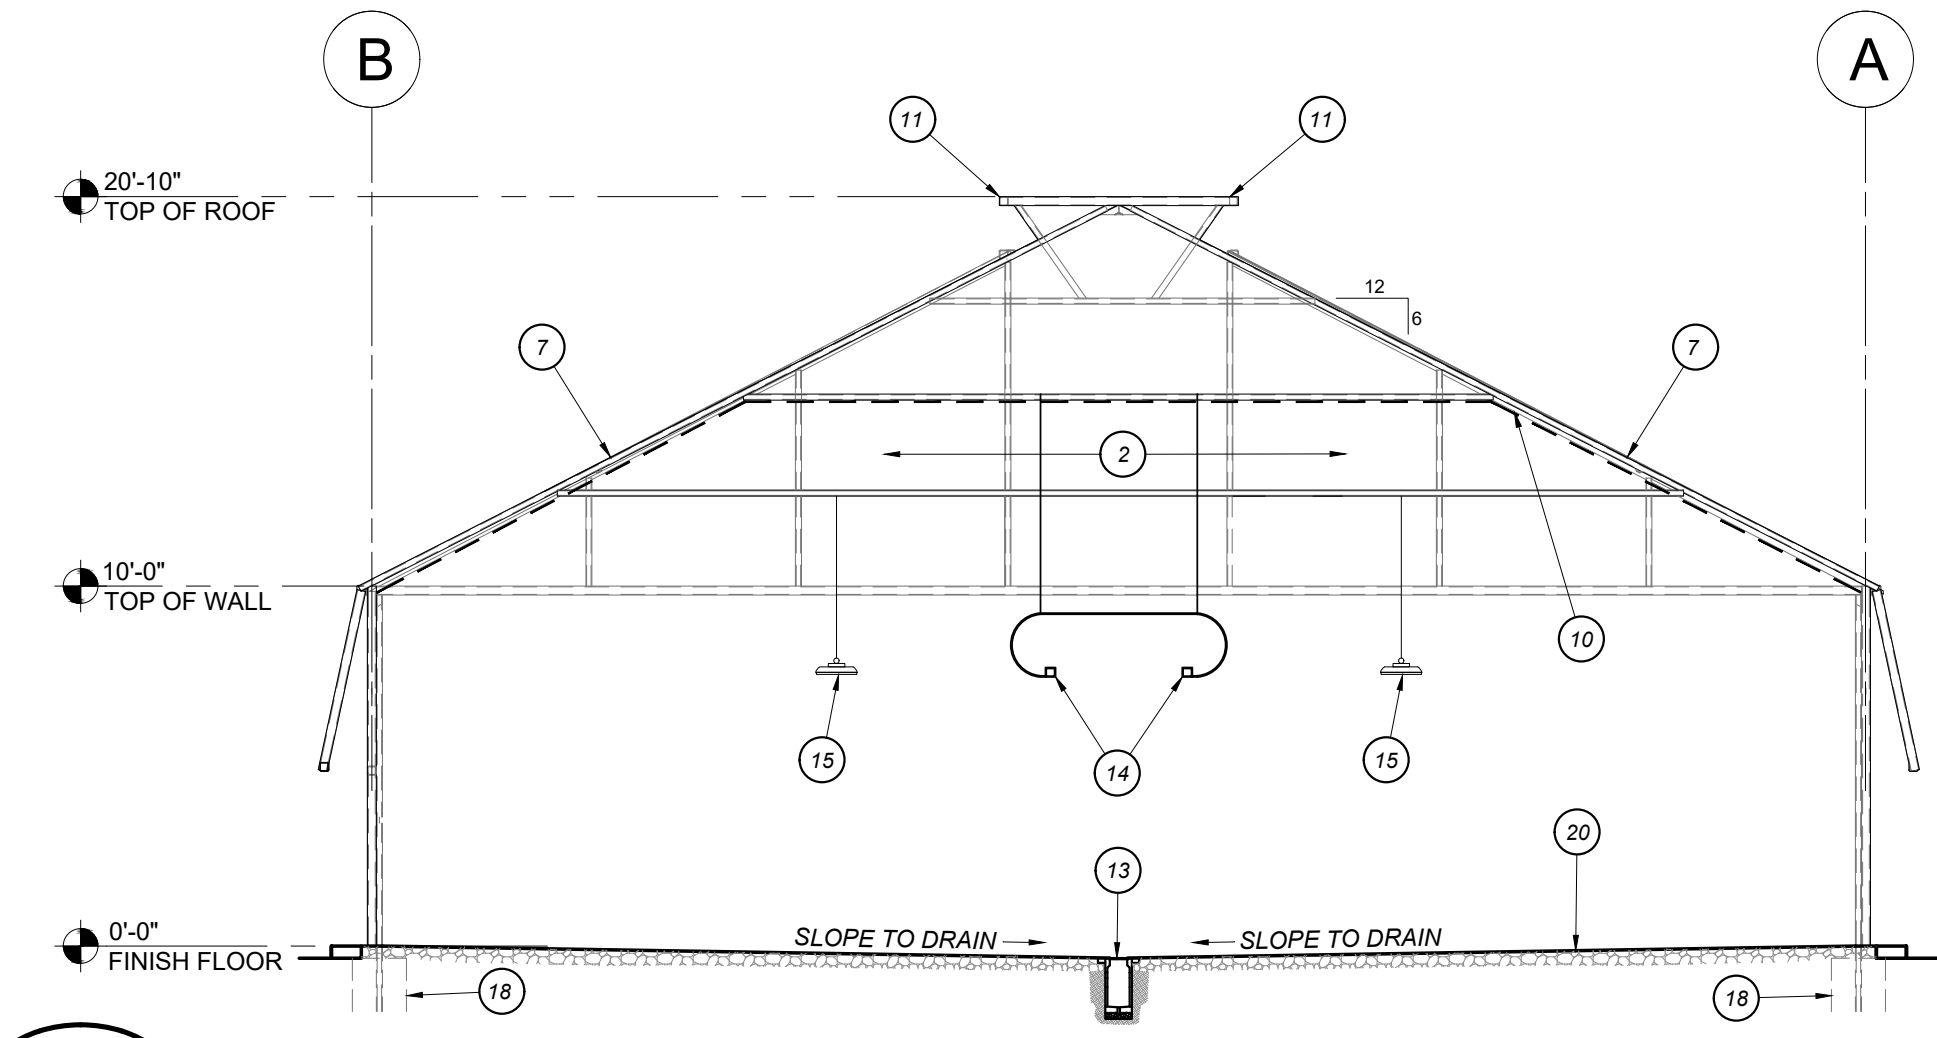 B
A
11
11
20'-10"
TOP OF ROOF
12
6
7
7
2
10'-0"
TOP OF WALL
10
15
14
15
20
13
0'-0"
FINISH FLOOR
SLOPE TO DRAIN
SLOPE TO DRAIN
18
18